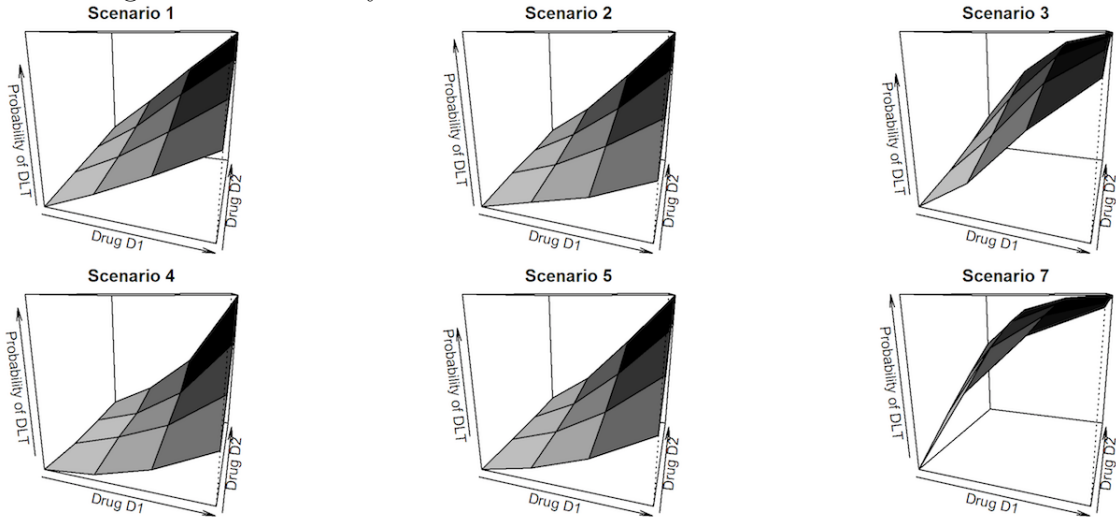 Scenario 1
Scenario 2
Scenario 3
Probability of DLT
Drug D1
Drug D2
Probability of DLT
Drug D1
Drug D2
Probability of DLT
Drug D1
Drug D2
Scenario 4
Scenario 5
Scenario 7
Probability of DLT
Drug D1
Drug D2
Probability of DLT
Drug D1
Drug D2
Probability of DLT
Drug D1
Drug D2